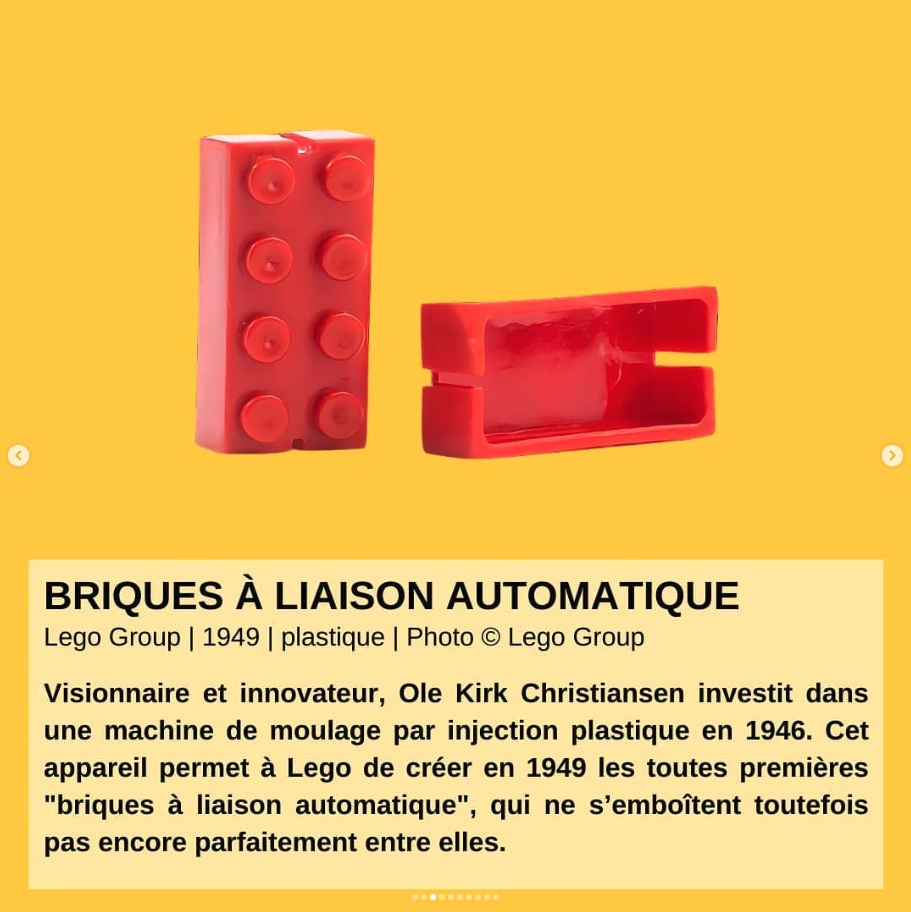 BRIQUES À LIAISON AUTOMATIQUE
Lego Group | 1949 | plastique | Photo © Lego Group
Visionnaire et innovateur, Ole Kirk Christiansen investit dans
une machine de moulage par injection plastique en 1946. Cet
appareil permet à Lego de créer en 1949 les toutes premières
"briques à liaison automatique", qui ne s’emboîtent toutefois
pas encore parfaitement entre elles.